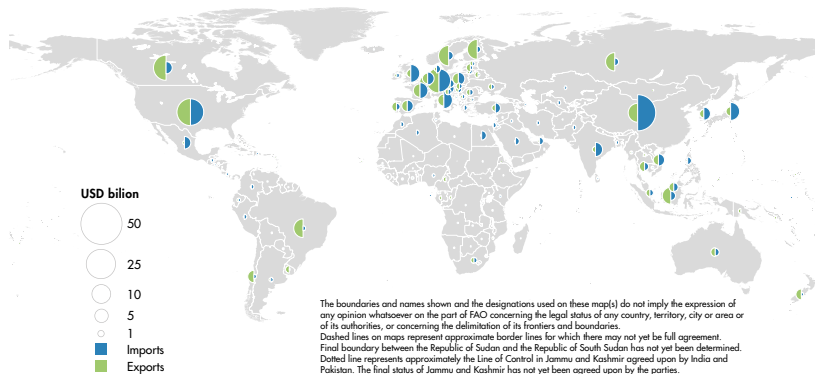 USD bilion
50
25
10
5
1
Imports
Exports
The boundaries and names shown and the designations used on these map(s) do not imply the expression of
any opinion whatsoever on the part of FAO concerning the legal status of any country, territory, city or area or
of its authorities, or concerning the delimitation of its frontiers and boundaries.
Dashed lines on maps represent approximate border lines for which there may not yet be full agreement.
Final boundary between the Republic of Sudan and the Republic of South Sudan has not yet been determined.
Dotted line represents approximately the Line of Control in Jammu and Kashmir agreed upon by India and
Pakistan. The final status of Jammu and Kashmir has not yet been agreed upon by the parties.